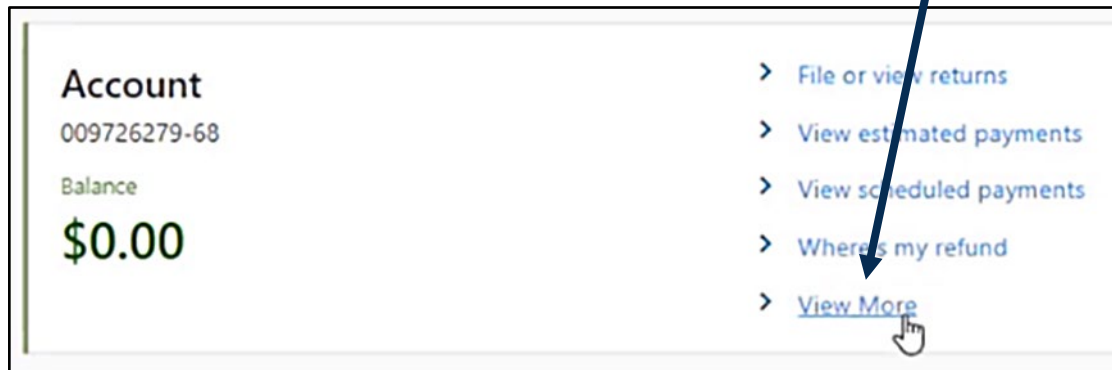 Account
009726279-68
Balance
$0.00
File or view returns
View estimated payments
View scheduled payments
Where's my refund
View More